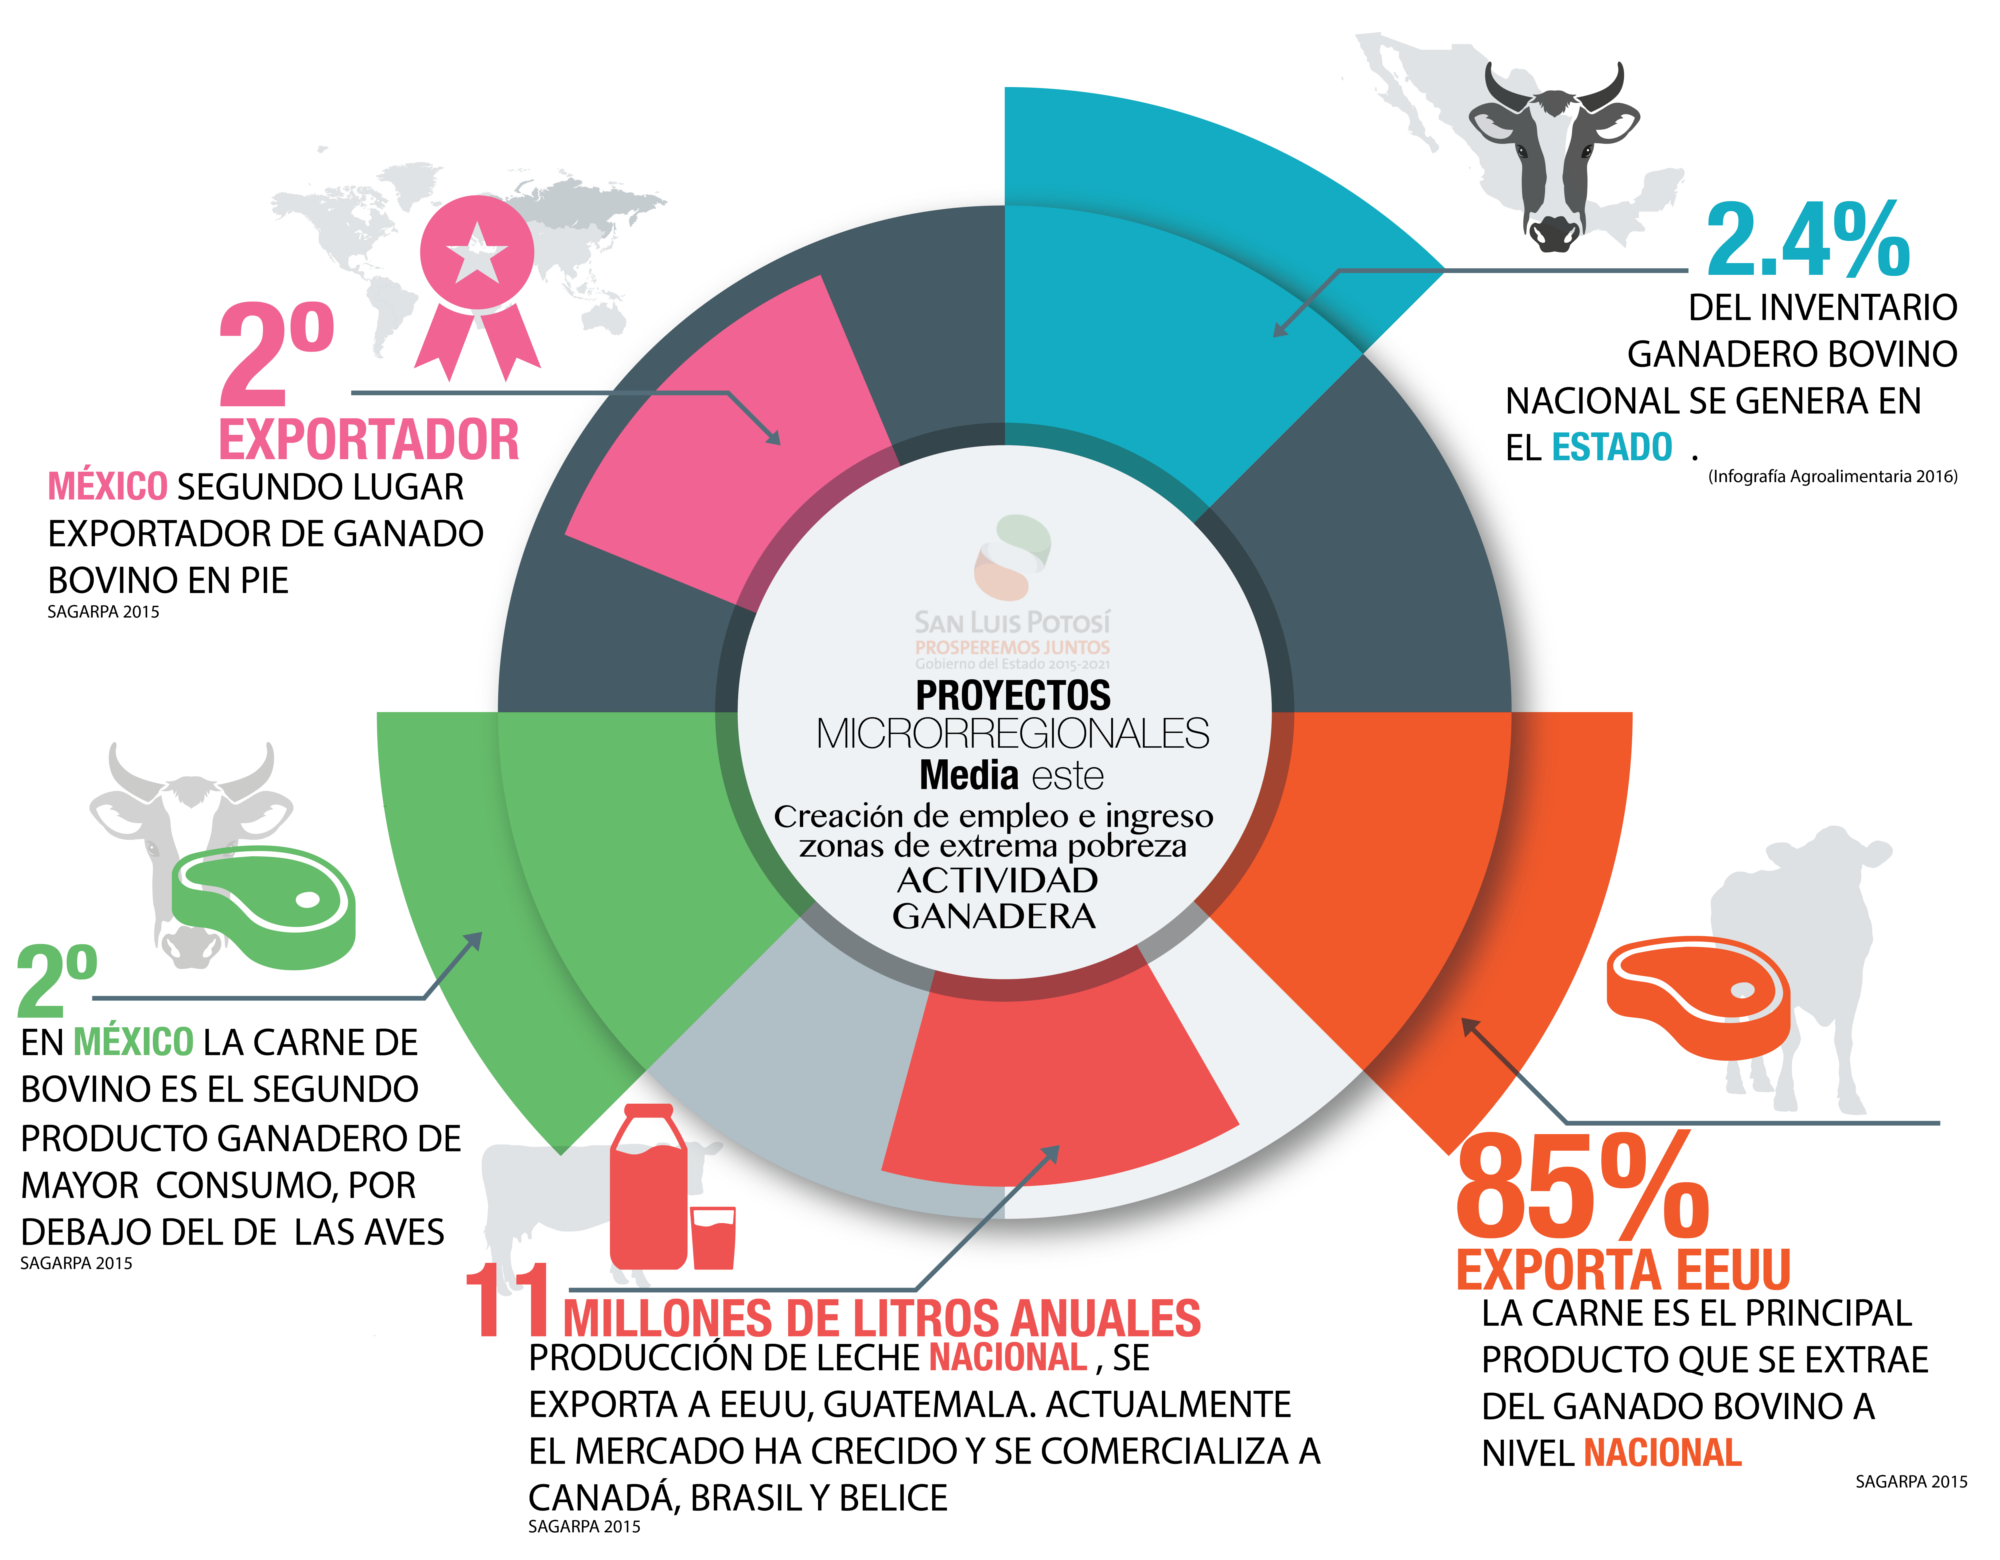 2º
EXPORTADOR
MÉXICO SEGUNDO LUGAR
EXPORTADOR DE GANADO
BOVINO EN PIE
SAGARPA 2015
2.4%
DEL INVENTARIO
GANADERO BOVINO
NACIONAL SE GENERA EN
EL ESTADO .
(Infografía Agroalimentaria 2016)
SAN LUIS POTOSÍ
PROSPEREMOS JUNTOS
Gobierno del Estado 2015-2021
PROYECTOS
MICRORREGIONALES
Media este
Creación de empleo e ingreso
zonas de extrema pobreza
ACTIVIDAD
GANADERA
2º
EN MÉXICO LA CARNE DE
BOVINO ES EL SEGUNDO
PRODUCTO GANADERO DE
MAYOR CONSUMO, POR
DEBAJO DEL DE LAS AVES
SAGARPA 2015
11 MILLONES DE LITROS ANUALES
PRODUCCIÓN DE LECHE NACIONAL , SE
EXPORTA A EEUU, GUATEMALA. ACTUALMENTE
EL MERCADO HA CRECIDO Y SE COMERCIALIZA A
CANADÁ, BRASIL Y BELICE
SAGARPA 2015
85%
EXPORTA EEUU
LA CARNE ES EL PRINCIPAL
PRODUCTO QUE SE EXTRAE
DEL GANADO BOVINO A
NIVEL NACIONAL
SAGARPA 2015